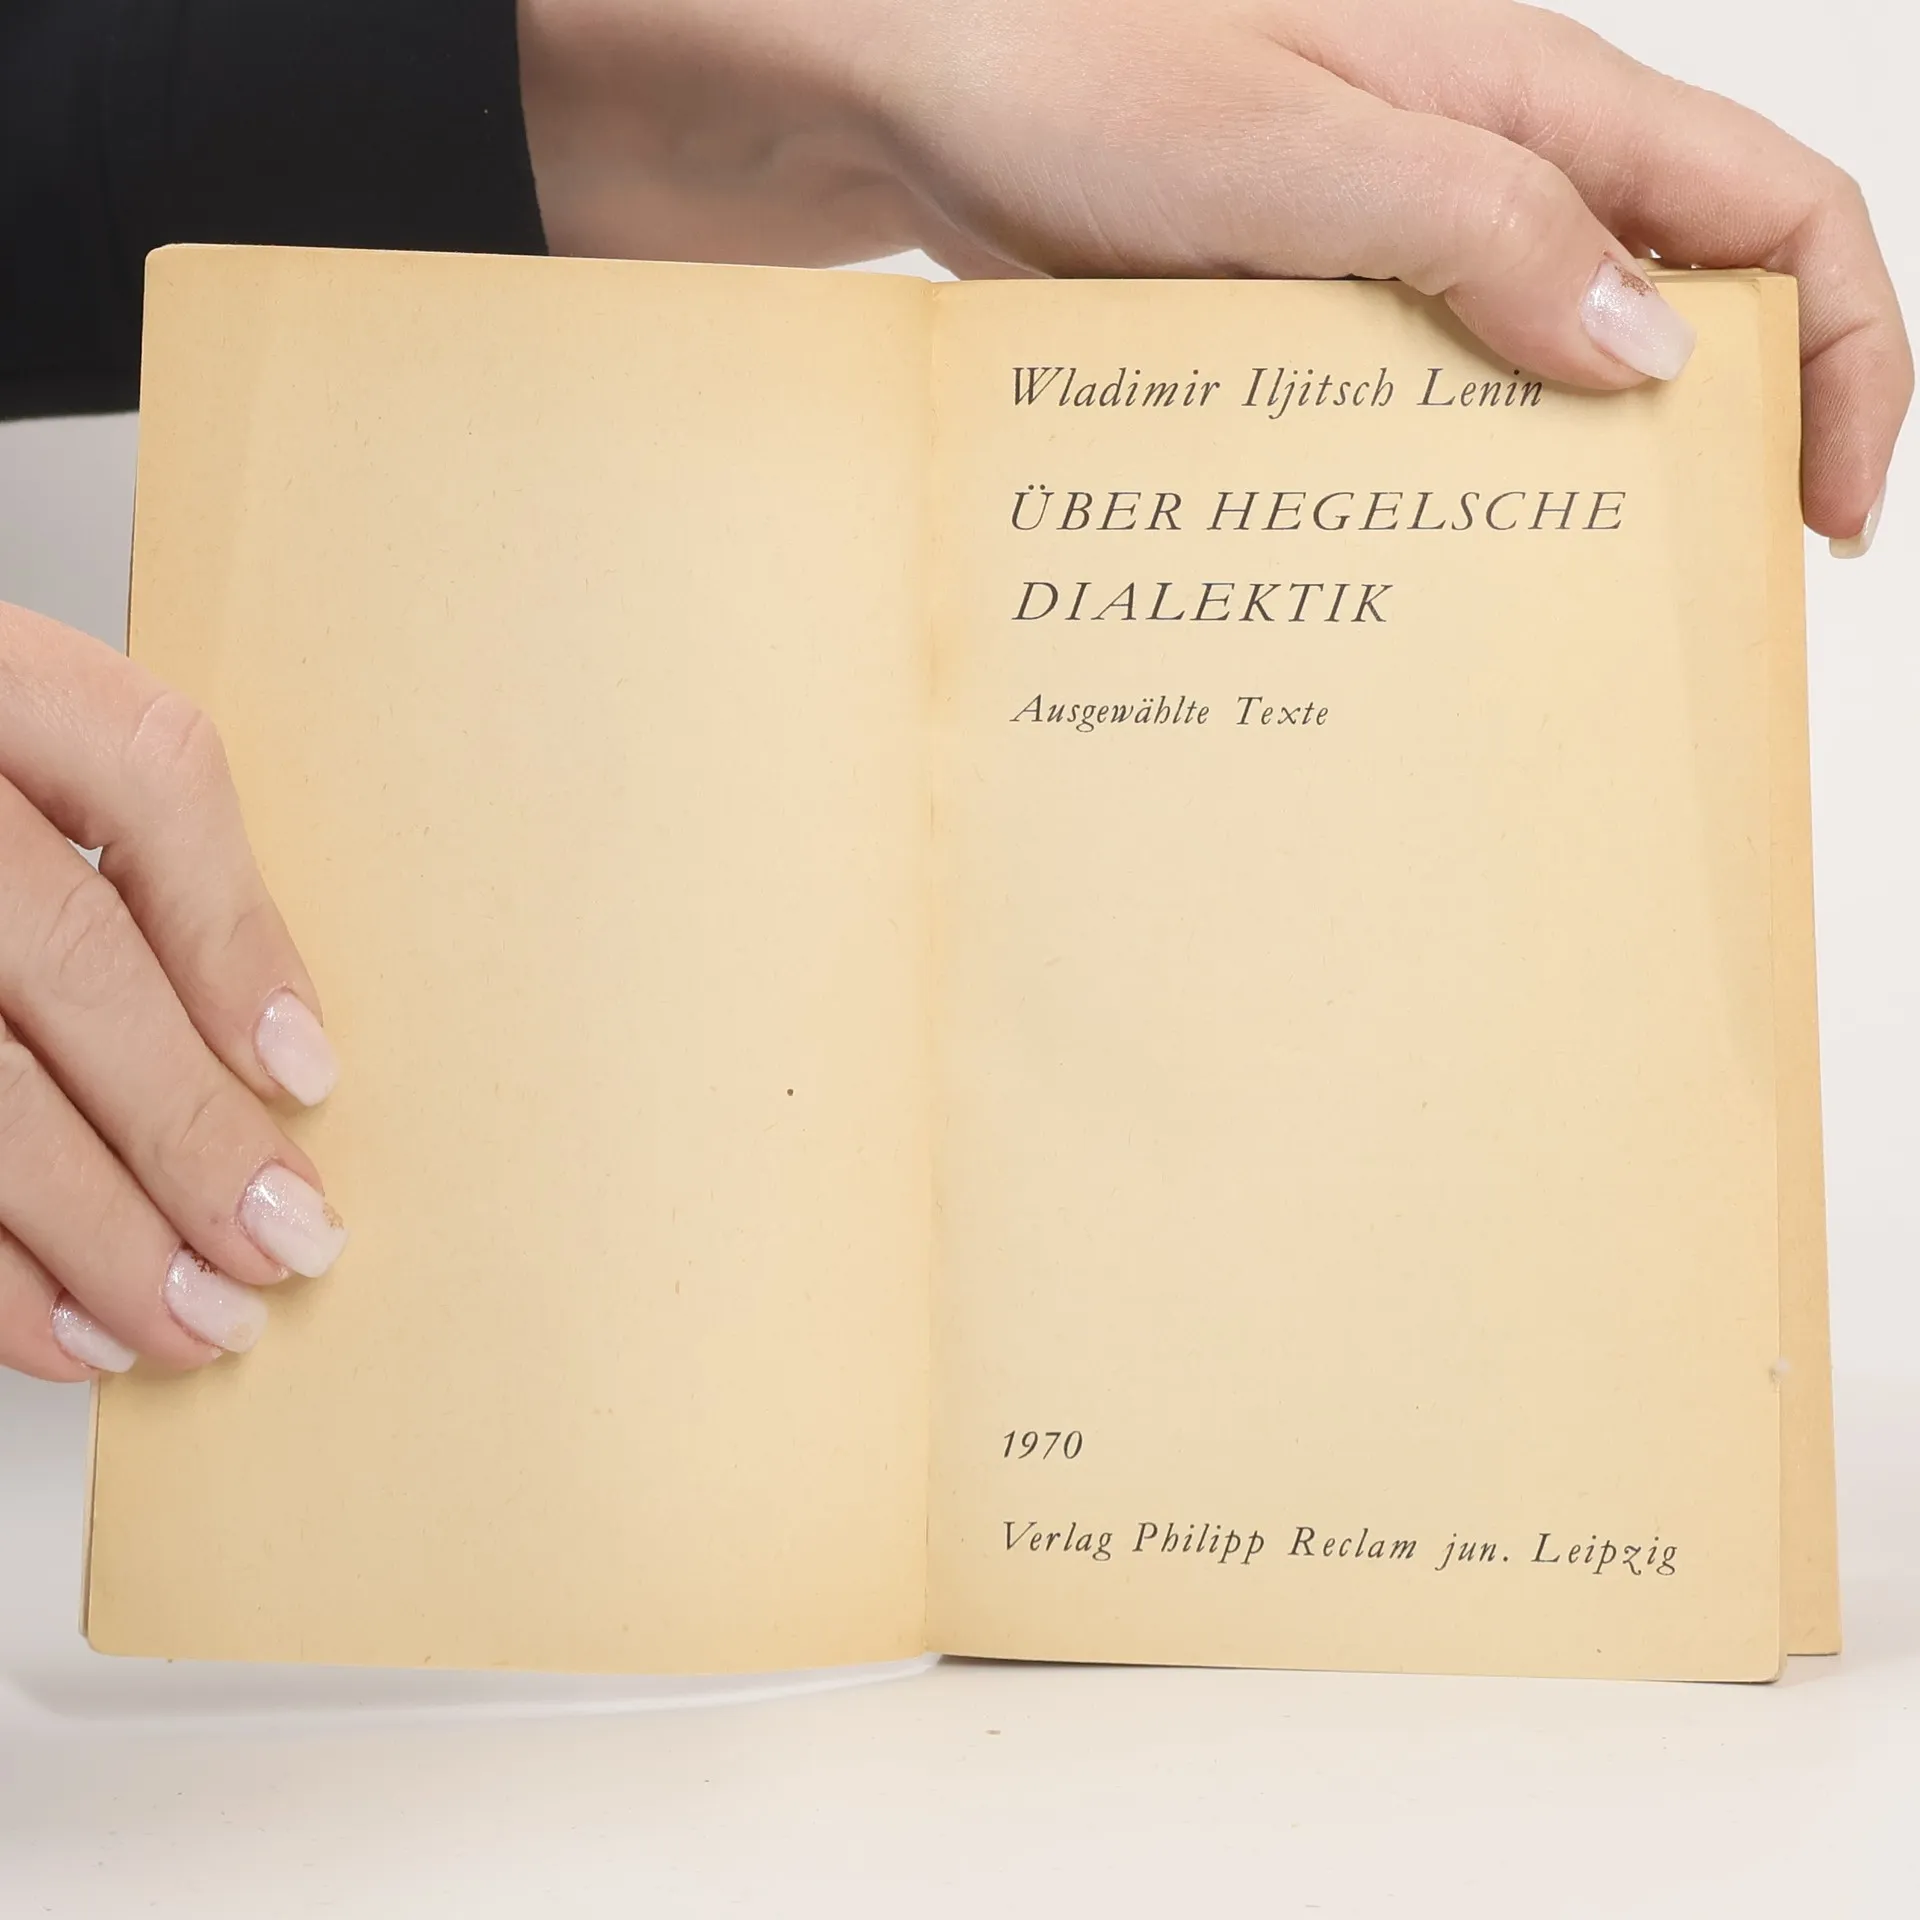 Wladimir Iljitsch Lenin
ÜBER HEGELSCHE
DIALEKTIK
Ausgewählte Texte
1970
Verlag Philipp Reclam jun. Leipzig